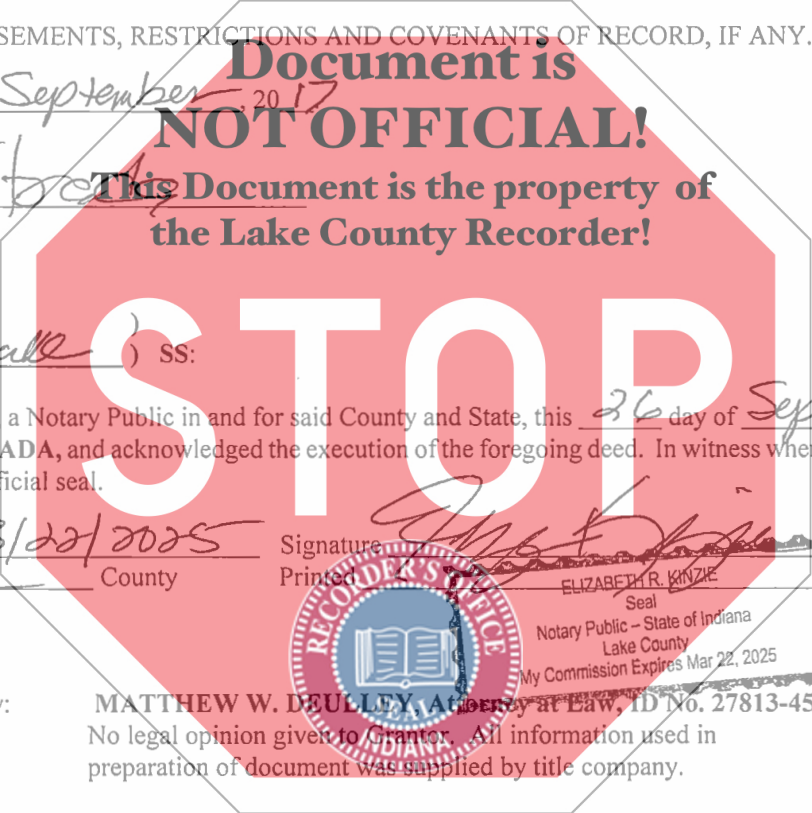 SEMENTS, RESTRICTIONS AND COVENANTS OF RECORD, IF ANY.
Document is
September, 2017
NOT OFFICIAL!
This Document is the property of
the Lake County Recorder!
) 
) SS:
STOP
a Notary Public in and for said County and State, this 26 day of Sep
ADA, and acknowledged the execution of the foregoing deed. In witness wher
ficial seal.
3/22/2025 Signature
County Printed
RECORDER'S OFFICE
INDIANA
ELIZABETH R. KINZIE
Seal
Notary Public – State of Indiana
Lake County
My Commission Expires Mar 22, 2025
y: MATTHEW W. DEULLEY, Attorney at Law, ID No. 27813-45
No legal opinion given to Grantor. All information used in
preparation of document was supplied by title company.